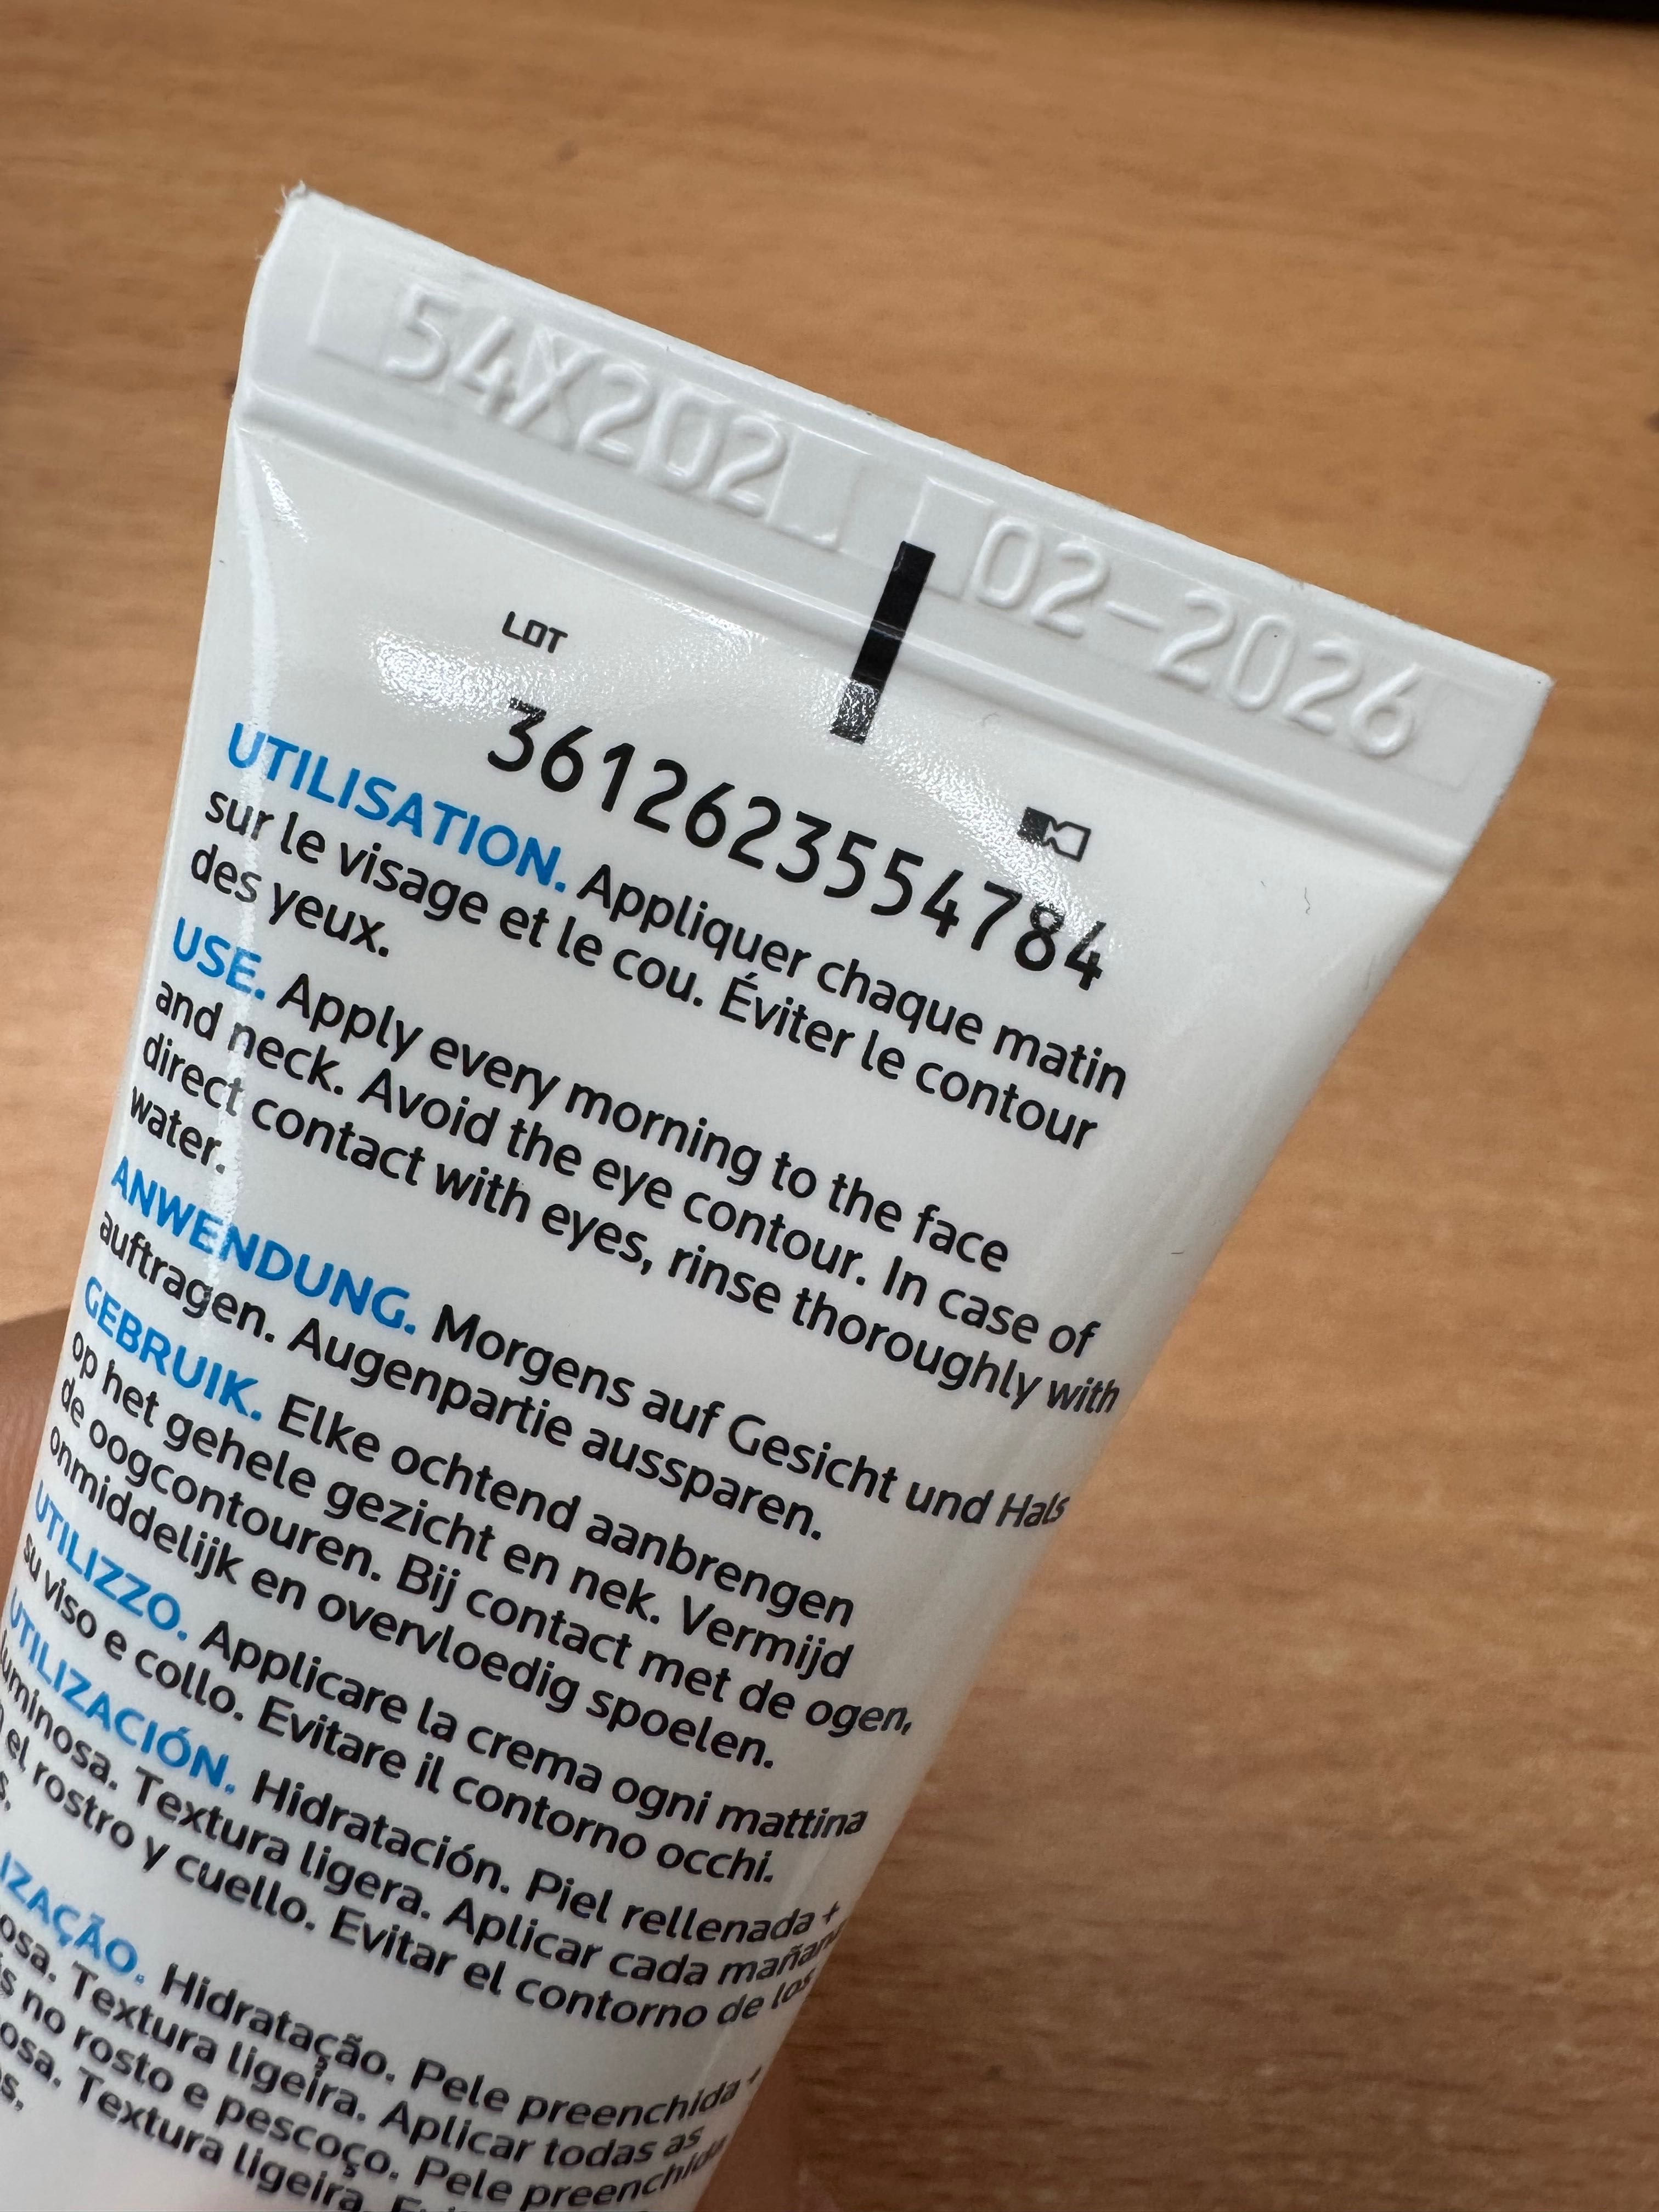 54X202 02-2026
LOT
3612623554784
UTILISATION. Appliquer chaque matin
sur le visage et le cou. Éviter le contour
des yeux.
USE. Apply every morning to the face
and neck. Avoid the eye contour. In case of
direct contact with eyes, rinse thoroughly with
water.
ANWENDUNG. Morgens auf Gesicht und Hals
auftragen. Augenpartie aussparen.
GEBRUIK. Elke ochtend aanbrengen
op het gehele gezicht en nek. Vermijd
de oogcontouren. Bij contact met de ogen,
onmiddelijk en overvloedig spoelen.
UTILIZZO. Applicare la crema ogni mattina
su viso e collo. Evitare il contorno occhi.
UTILIZACIÓN. Hidratación. Piel rellenada +
luminosa. Textura ligera. Aplicar cada mañana
el rostro y cuello. Evitar el contorno de los
IZAÇÃO. Hidratação. Pele preenchida +
osa. Textura ligeira. Aplicar todas as
s no rosto e pescoço. Pele preenchida
osa. Textura ligeira.